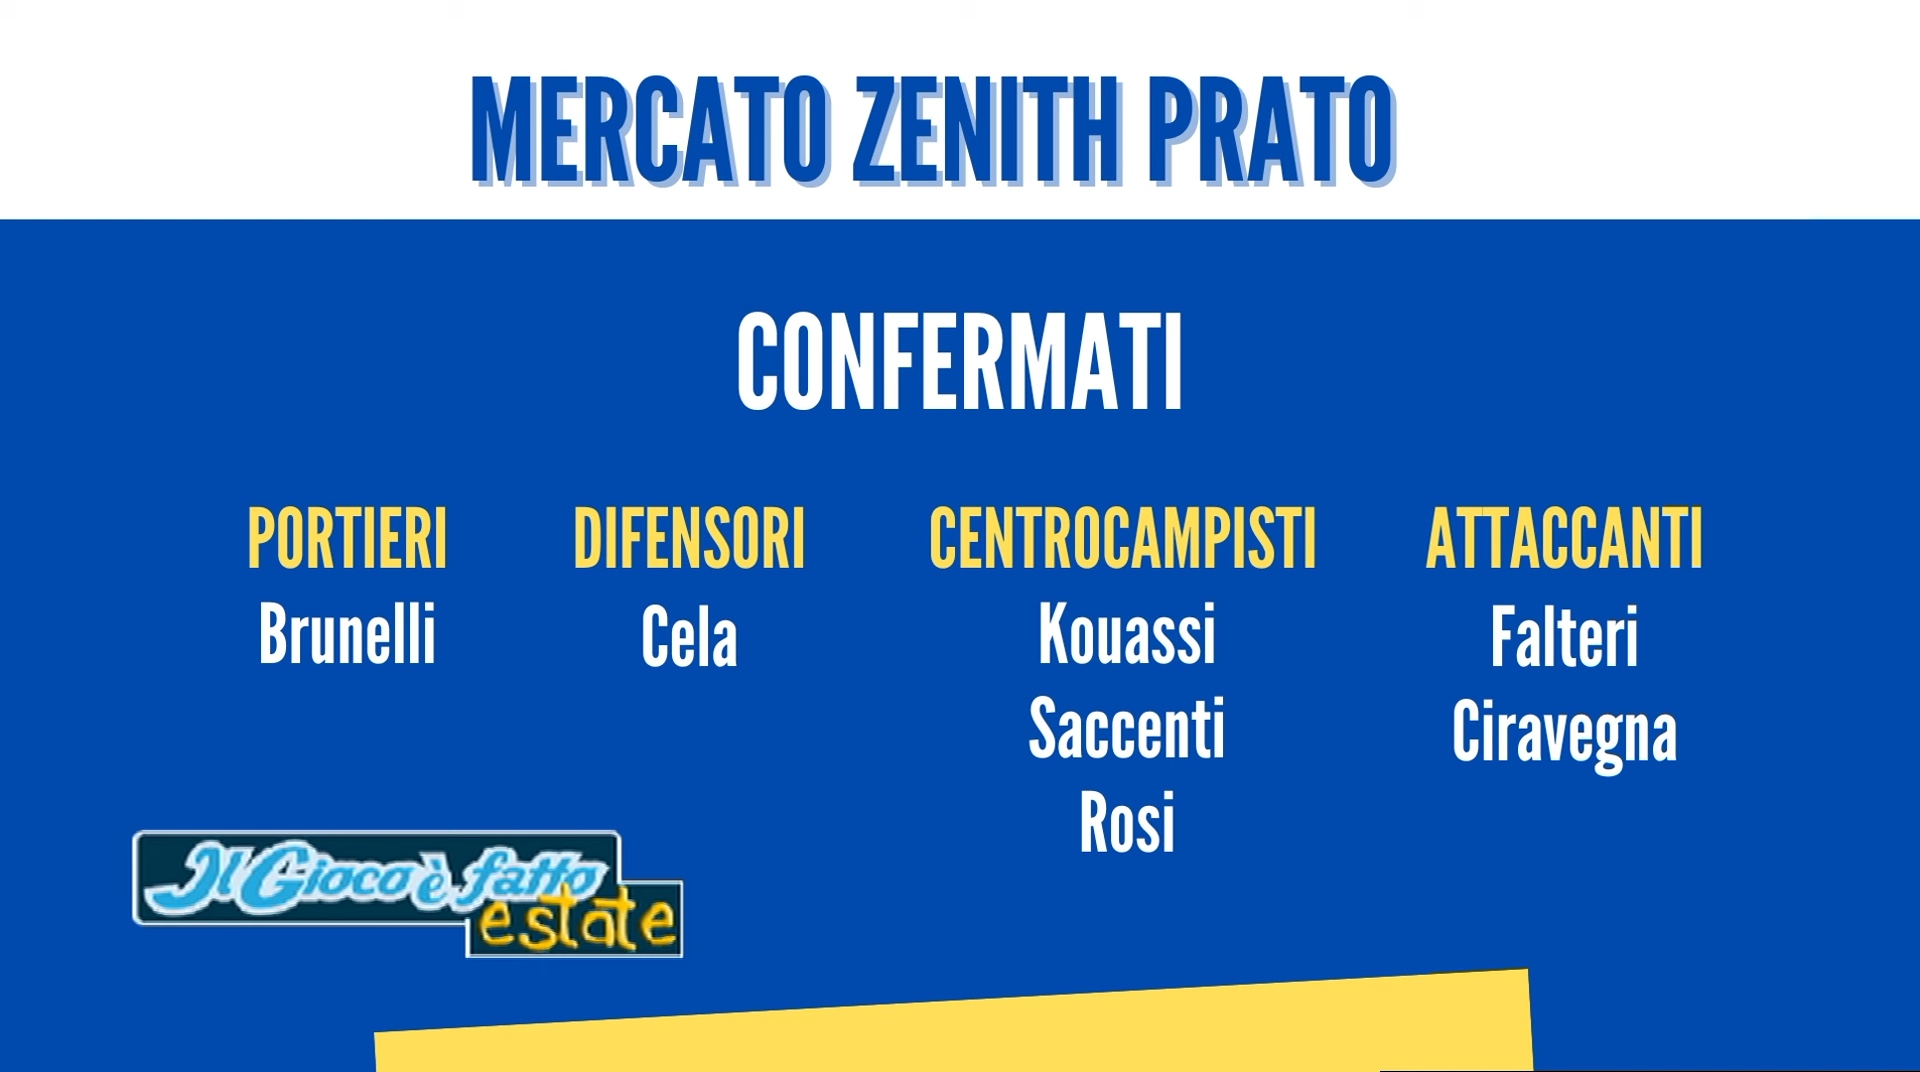 MERCATO ZENITH PRATO
CONFERMATI
PORTIERI
Brunelli
DIFENSORI
Cela
CENTROCAMPISTI
Kouassi
Saccenti
Rosi
ATTACCANTI
Falteri
Ciravegna
Il Gioco è fatto
estate